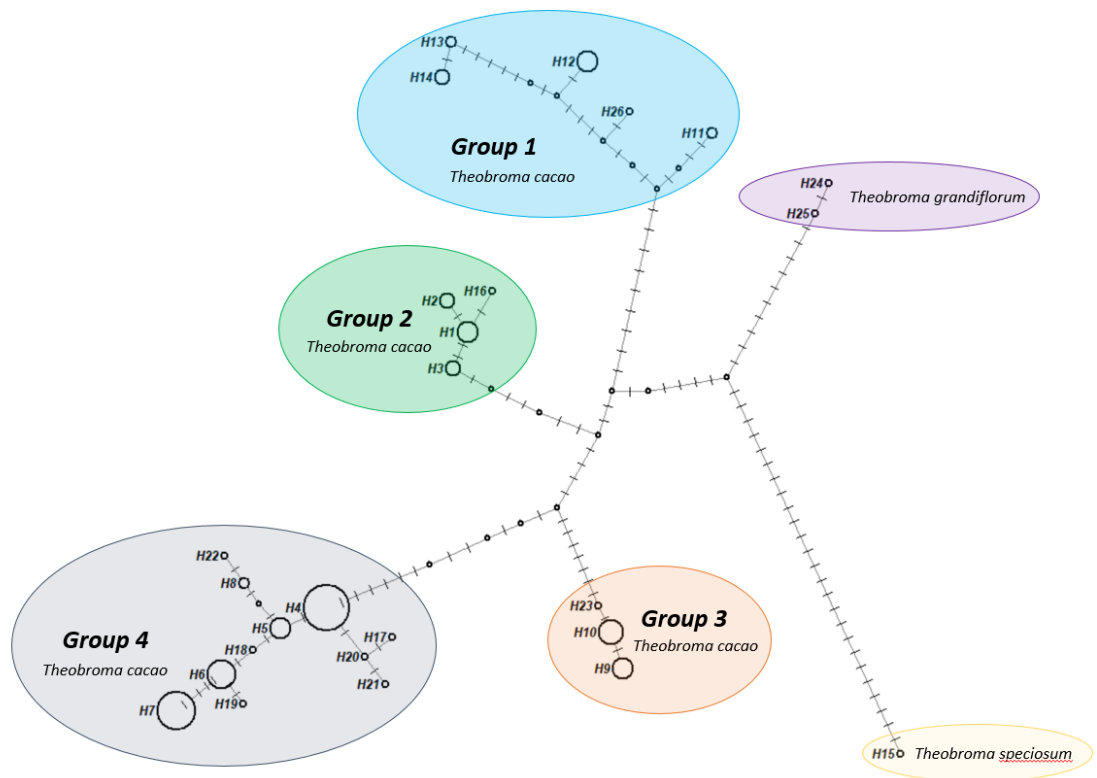 H13
H14
H12
H26
H11
Group 1
Theobroma cacao
H24
H25
Theobroma grandiflorum
H2
H16
H1
H3
Group 2
Theobroma cacao
H22
H8
H4
H5
H18
H17
H20
H21
H6
H19
H7
Group 4
Theobroma cacao
H23
H10
H9
Group 3
Theobroma cacao
H15
Theobroma speciosum